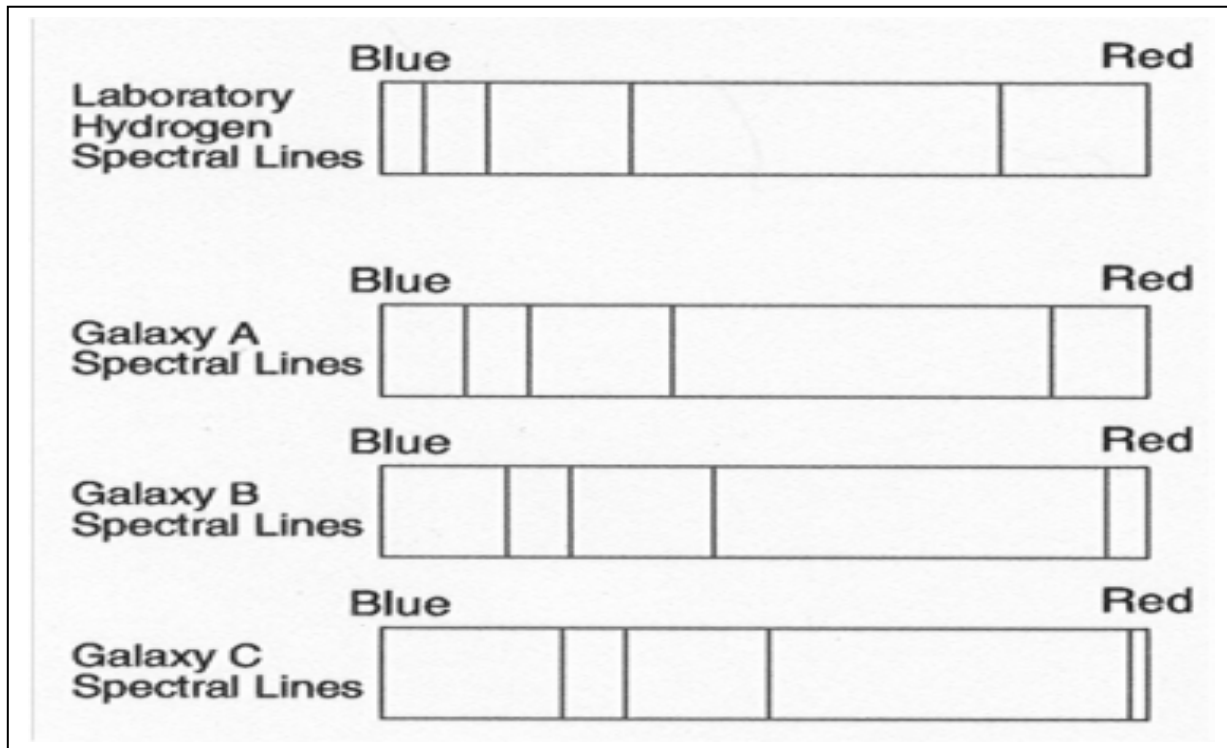 Blue Red
Laboratory
Hydrogen
Spectral Lines
Blue Red
Galaxy A
Spectral Lines
Blue Red
Galaxy B
Spectral Lines
Blue Red
Galaxy C
Spectral Lines